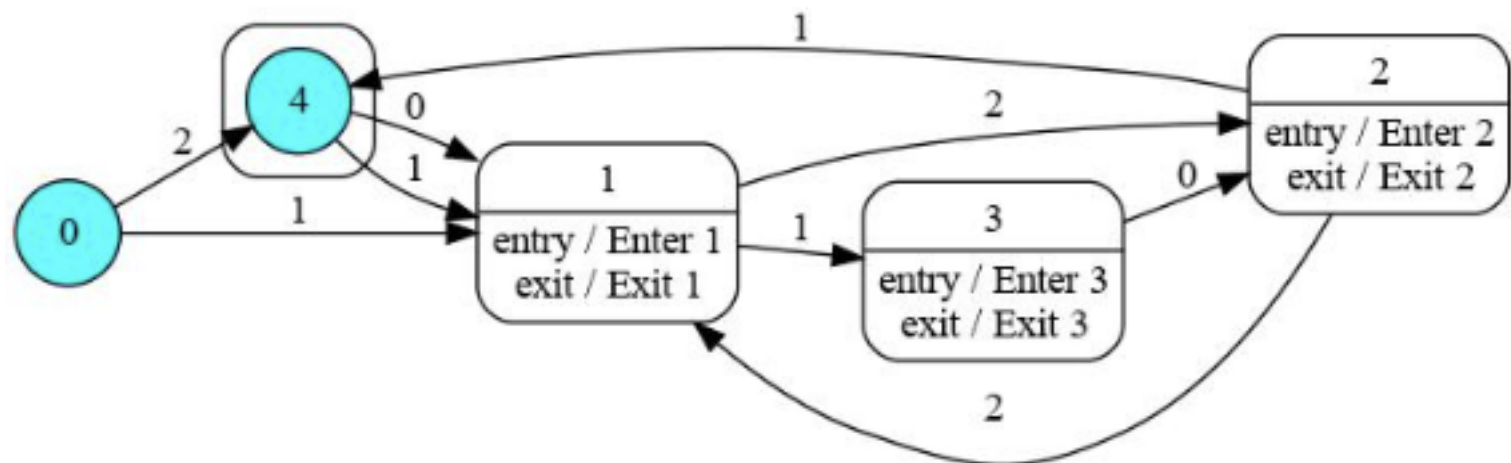 1
2
4
0
2
entry / Enter 2
exit / Exit 2
2
1
1
0
0
1
3
1
entry / Enter 1
exit / Exit 1
entry / Enter 3
exit / Exit 3
2